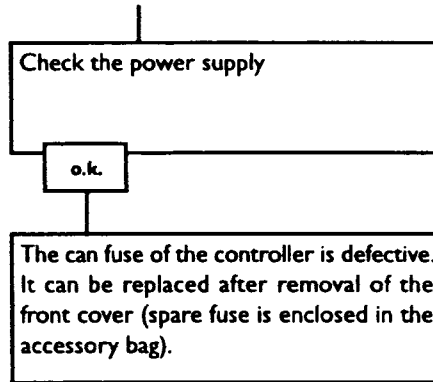 Check the power supply
o.k.
The can fuse of the controller is defective.
It can be replaced after removal of the
front cover (spare fuse is enclosed in the
accessory bag).